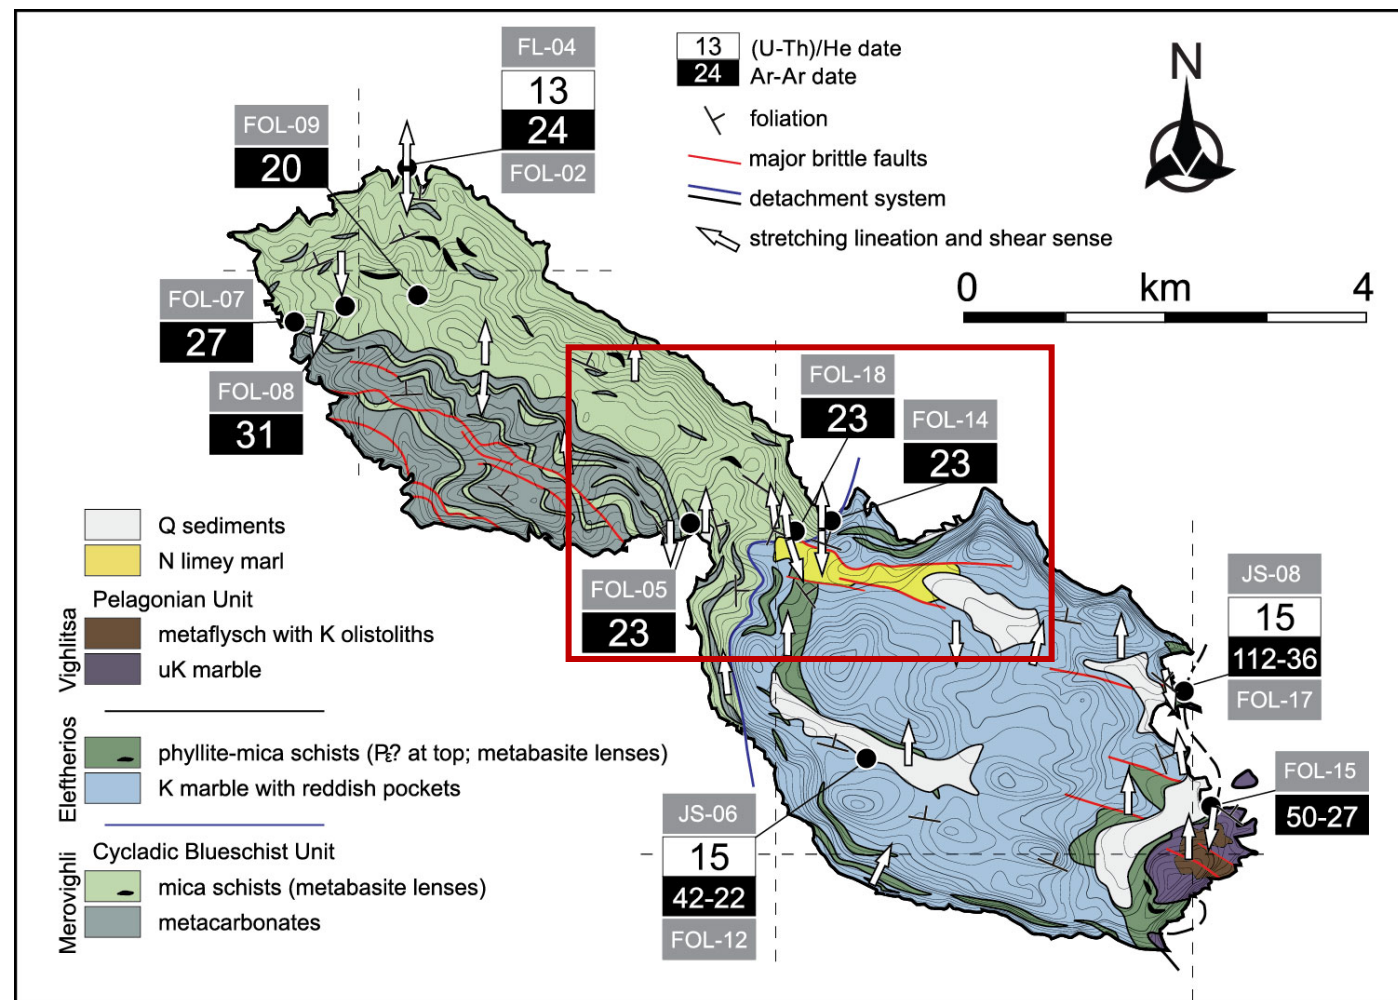 FL-04
13
24
FOL-02
FOL-09
20
13 (U-Th)/He date
24 Ar-Ar date
foliation
major brittle faults
detachment system
stretching lineation and shear sense
N
0 km 4
FOL-07
27
FOL-08
31
FOL-18
23
FOL-14
23
FOL-05
23
JS-08
15
112-36
FOL-17
FOL-15
50-27
JS-06
15
42-22
FOL-12
Q sediments
N limey marl
Vighlitsa
Pelagonian Unit
metaflysch with K olistoliths
uK marble
Eleftherios
phyllite-mica schists (Pε? at top; metabasite lenses)
K marble with reddish pockets
Merovighli
Cycladic Blueschist Unit
mica schists (metabasite lenses)
metacarbonates